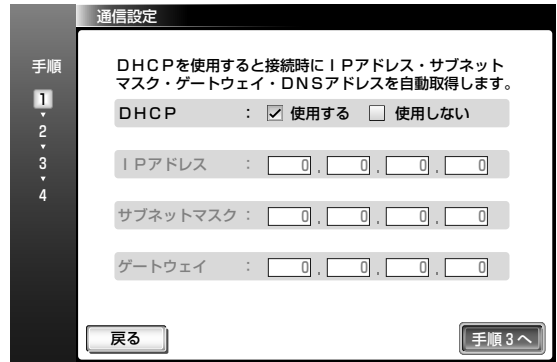 通信設定
手順
1
2
3
4
DHCPを使用すると接続時にIPアドレス・サブネット
マスク・ゲートウェイ・DNSアドレスを自動取得します。
DHCP : 使用する 使用しない
IPアドレス : 0 . 0 . 0 . 0
サブネットマスク : 0 . 0 . 0 . 0
ゲートウェイ : 0 . 0 . 0 . 0
戻る
手順3へ